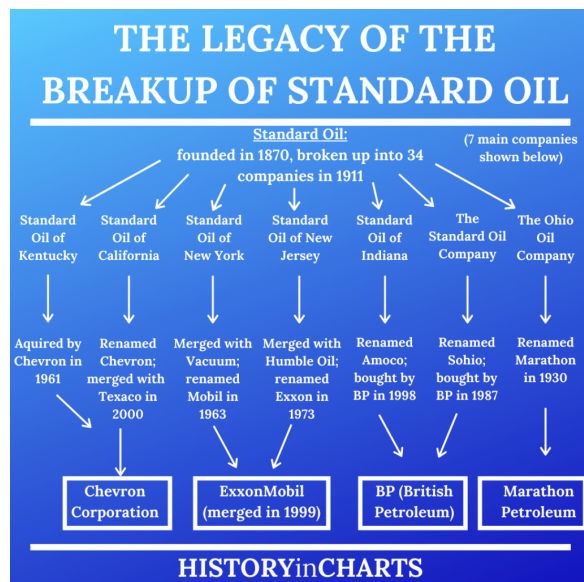 THE LEGACY OF THE
BREAKUP OF STANDARD OIL
Standard Oil:
founded in 1870, broken up into 34
companies in 1911
(7 main companies
shown below)
Standard
Oil of
Kentucky
Standard
Oil of
California
Standard
Oil of
New York
Standard
Oil of New
Jersey
Standard
Oil of
Indiana
The
Standard Oil
Company
The Ohio
Oil
Company
Aquired by
Chevron in
1961
Renamed
Chevron;
merged with
Texaco in
2000
Merged with
Vacuum;
renamed
Mobil in
1963
Merged with
Humble Oil;
renamed
Exxon in
1973
Renamed
Amoco;
bought by
BP in 1998
Renamed
Sohio;
bought by
BP in 1987
Renamed
Marathon
in 1930
Chevron
Corporation
ExxonMobil
(merged in 1999)
BP (British
Petroleum)
Marathon
Petroleum
HISTORYinCHARTS